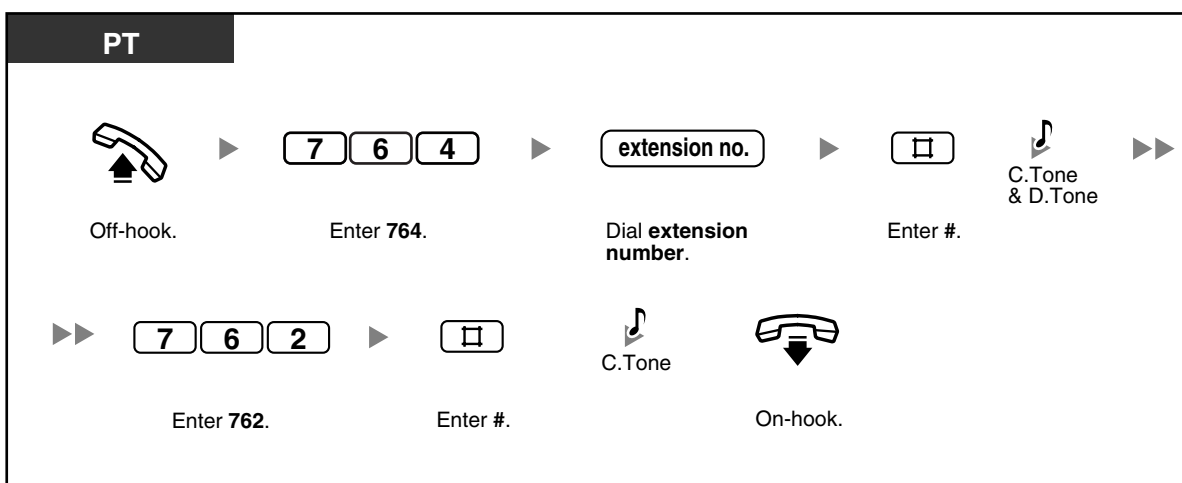 PT
7 6 4
extension no.
#
C.Tone
& D.Tone
Off-hook.
Enter 764.
Dial extension
number.
Enter #.
7 6 2
#
C.Tone
Enter 762.
Enter #.
On-hook.